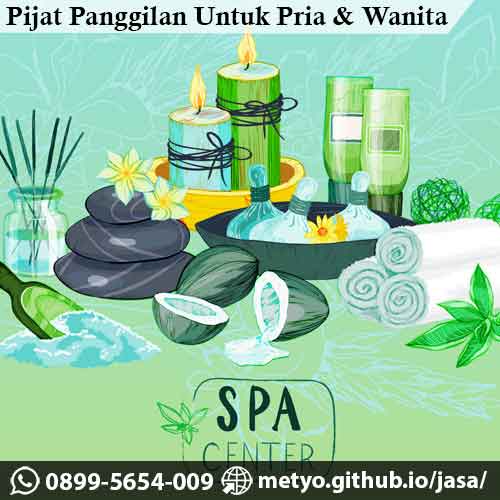 Pijat Panggilan Untuk Pria & Wanita
SPA
CENTER
0899-5654-009 metyo.github.io/jasa/